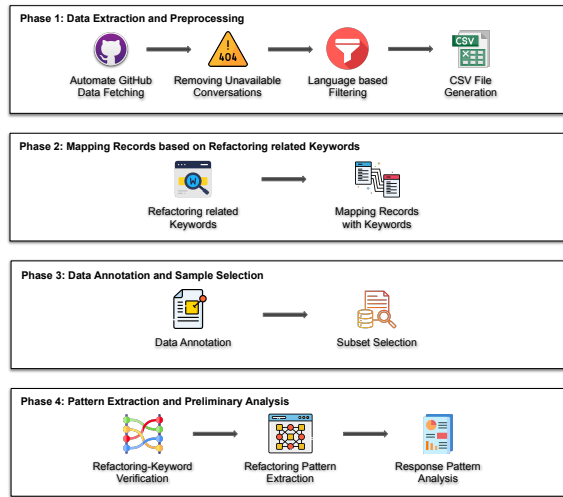 Phase 1: Data Extraction and Preprocessing
404
CSV
Automate GitHub
Data Fetching
Removing Unavailable
Conversations
Language based
Filtering
CSV File
Generation
Phase 2: Mapping Records based on Refactoring related Keywords
W
Refactoring related
Keywords
Mapping Records
with Keywords
Phase 3: Data Annotation and Sample Selection
Data Annotation
Subset Selection
Phase 4: Pattern Extraction and Preliminary Analysis
Refactoring-Keyword
Verification
Refactoring Pattern
Extraction
Response Pattern
Analysis